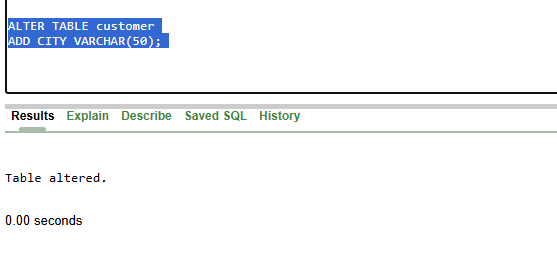 ALTER TABLE customer
ADD CITY VARCHAR(50);
Results Explain Describe Saved SQL History
Table altered.
0.00 seconds